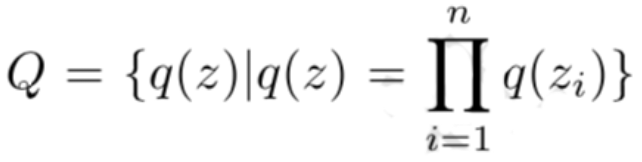 Q = {q(z)|q(z) = ∏_{i=1}^{n} q(z_i)}